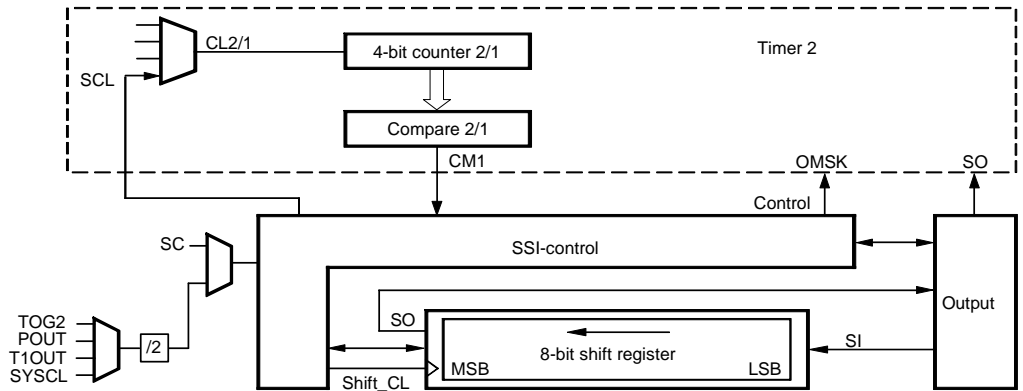 Timer 2
CL2/1
4-bit counter 2/1
SCL
Compare 2/1
CM1
OMSK
SO
Control
SC
SSI-control
Output
TOG2
POUT
T1OUT
SYSCL
/2
SO
8-bit shift register
MSB
LSB
SI
Shift_CL